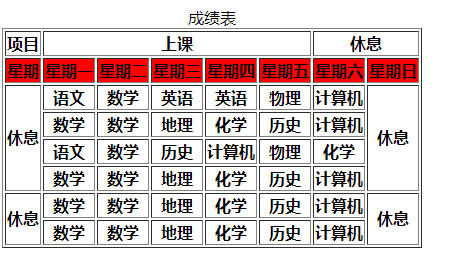 成绩表
项目 上课 休息
星期 星期一 星期二 星期三 星期四 星期五 星期六 星期日
休息 语文 数学 英语 英语 物理 计算机 休息
数学 数学 地理 化学 历史 计算机
语文 数学 历史 计算机 物理 化学
数学 数学 地理 化学 历史 计算机
休息 数学 数学 地理 化学 历史 计算机 休息
数学 数学 地理 化学 历史 计算机